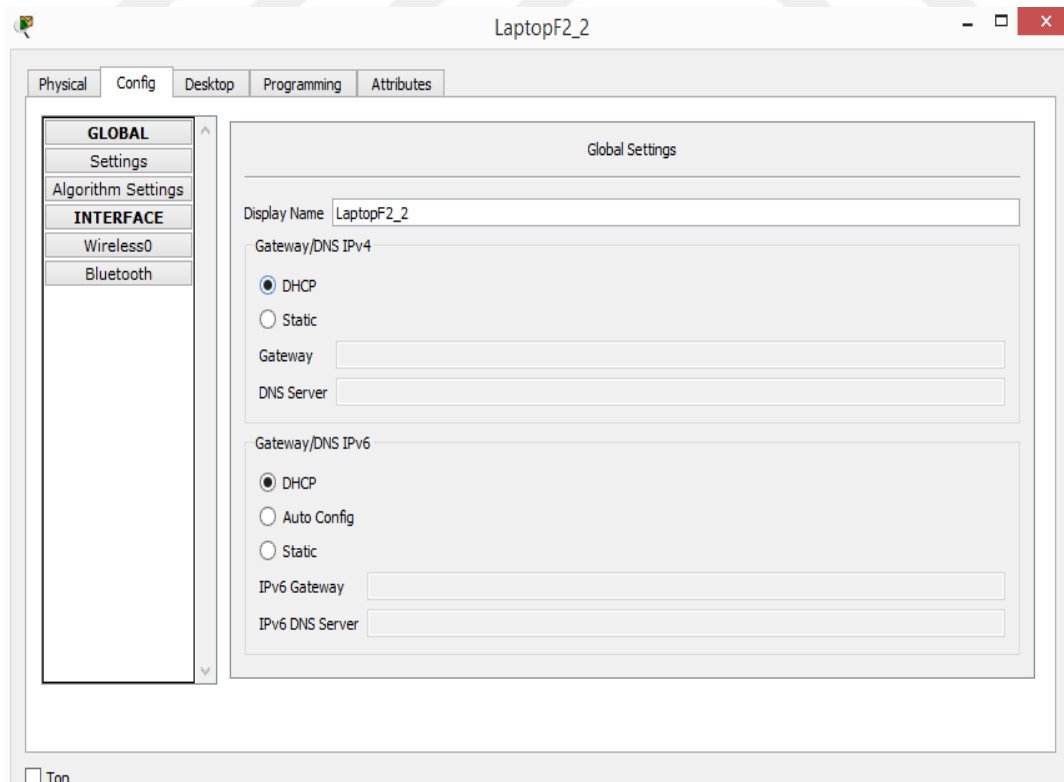 LaptopF2_2
Physical Config Desktop Programming Attributes
GLOBAL
Settings
Algorithm Settings
INTERFACE
Wireless0
Bluetooth
Global Settings
Display Name LaptopF2_2
Gateway/DNS IPv4
DHCP
Static
Gateway
DNS Server
Gateway/DNS IPv6
DHCP
Auto Config
Static
IPv6 Gateway
IPv6 DNS Server
Top